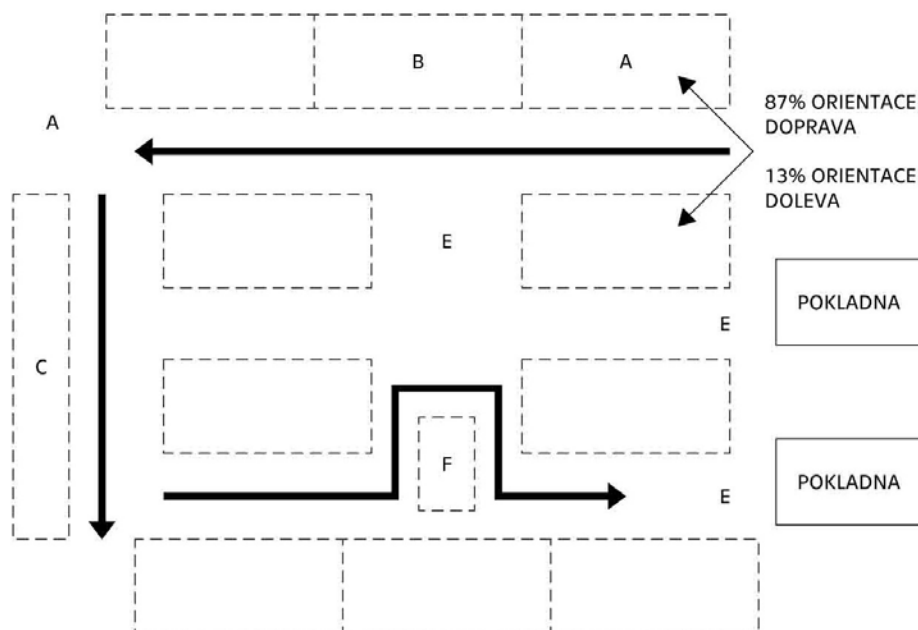 B
A
87% ORIENTACE
DOPRAVA
A
13% ORIENTACE
DOLEVA
E
POKLADNA
E
C
F
POKLADNA
E